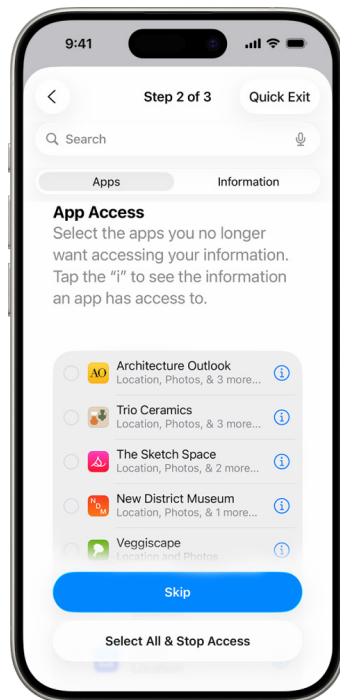 9:41
Step 2 of 3
Quick Exit
Search
Apps
Information
App Access
Select the apps you no longer
want accessing your information.
Tap the “i” to see the information
an app has access to.
AO
Architecture Outlook
Location, Photos, & 3 more...
i
Trio Ceramics
Location, Photos, & 3 more...
i
The Sketch Space
Location, Photos, & 2 more...
i
NDM
New District Museum
Location, Photos, & 1 more...
i
Veggiscape
Location and Photos
i
Skip
Select All & Stop Access
Location